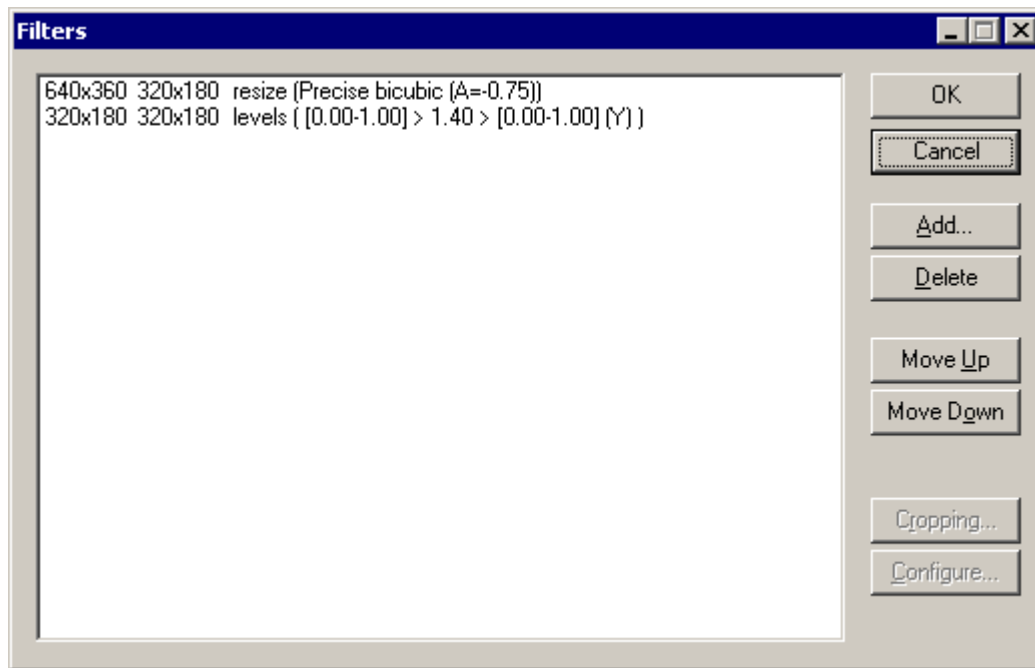 Filters
640x360 320x180 resize (Precise bicubic (A=-0.75))
320x180 320x180 levels ( [0.00-1.00] > 1.40 > [0.00-1.00] (Y) )
OK
Cancel
Add...
Delete
Move Up
Move Down
Cropping...
Configure...